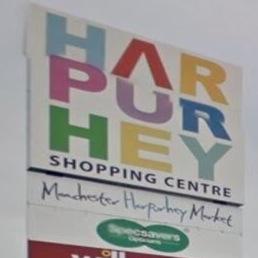 HAR
PUR
HEY
SHOPPING CENTRE
Manchester Harpurhey Market
Specsavers
Opticians